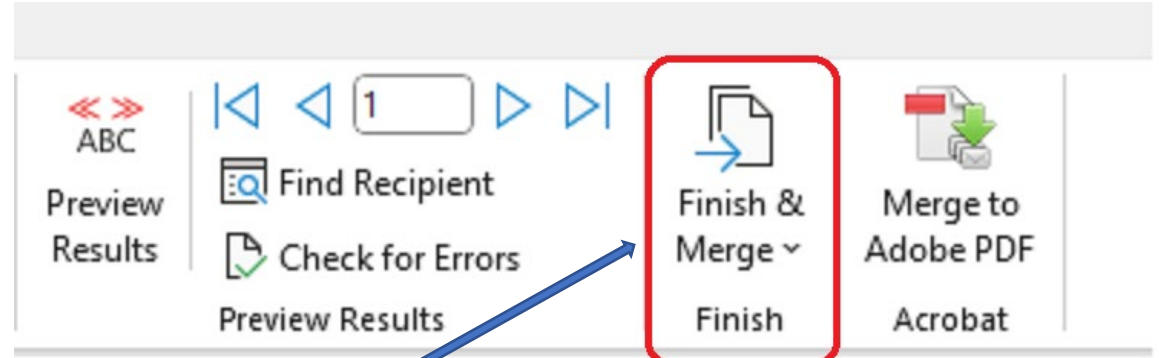 ABC
Preview
Results
1
Find Recipient
Check for Errors
Preview Results
Finish &
Merge
Finish
Merge to
Adobe PDF
Acrobat